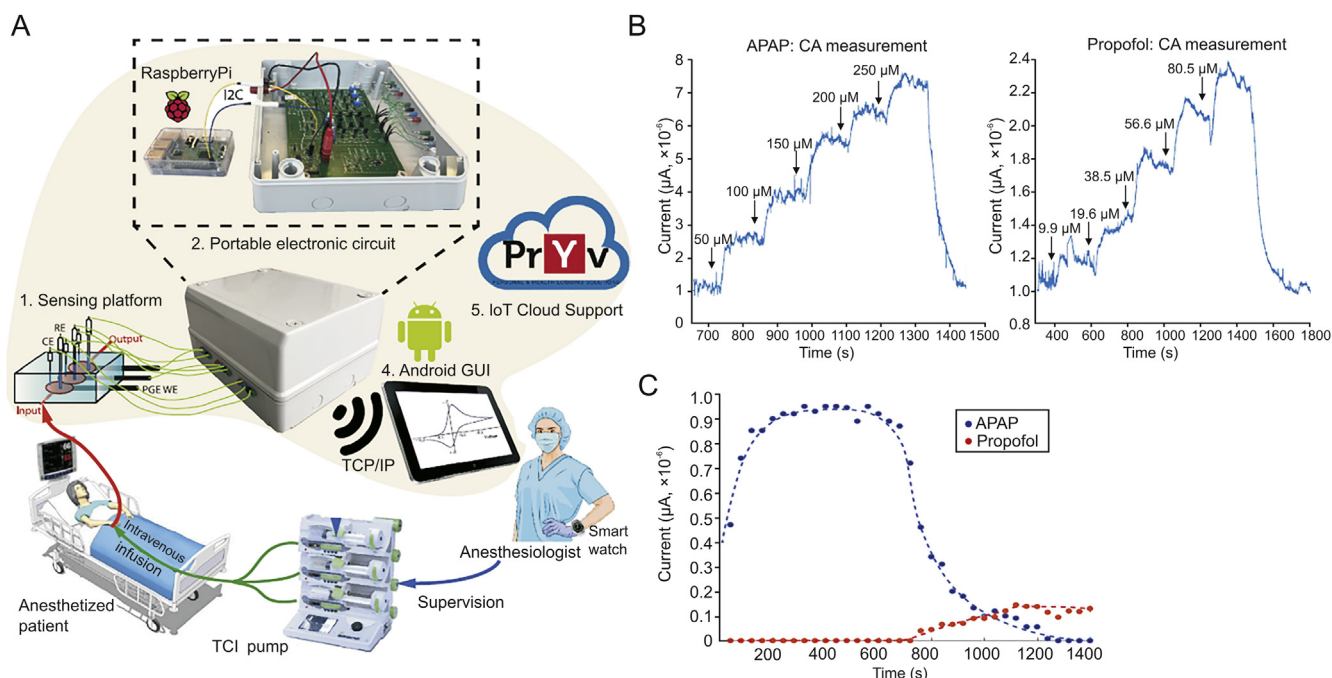 A
RaspberryPi
I2C
2. Portable electronic circuit
PrYv
5. IoT Cloud Support
1. Sensing platform
RE
CE
Output
PGE WE
Input
4. Android GUI
TCP/IP
Intravenous
infusion
Anesthetized
patient
TCI pump
Supervision
Anesthesiologist
Smart
watch
B
APAP: CA measurement
Current (µA, ×10-6)
8
7
6
5
4
3
2
1
0
50 µM
100 µM
150 µM
200 µM
250 µM
700 800 900 1000 1100 1200 1300 1400 1500
Time (s)
Propofol: CA measurement
Current (µA, ×10-6)
2.4
2.2
2.0
1.8
1.6
1.4
1.2
1.0
0.8
9.9 µM
19.6 µM
38.5 µM
56.6 µM
80.5 µM
400 600 800 1000 1200 1400 1600 1800
Time (s)
C
Current (µA, ×10-6)
1.0
0.9
0.8
0.7
0.6
0.5
0.4
0.3
0.2
0.1
0
APAP
Propofol
200 400 600 800 1000 1200 1400
Time (s)